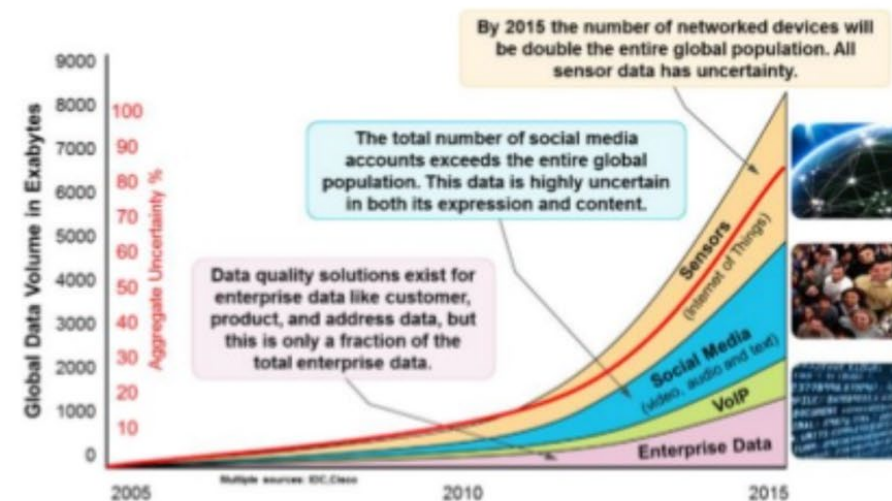 By 2015 the number of networked devices will
be double the entire global population. All
sensor data has uncertainty.
The total number of social media
accounts exceeds the entire global
population. This data is highly uncertain
in both its expression and content.
Data quality solutions exist for
enterprise data like customer,
product, and address data, but
this is only a fraction of the
total enterprise data.
Global Data Volume in Exabytes
9000
8000
7000
6000
5000
4000
3000
2000
1000
0
Aggregate Uncertainty %
100
90
80
70
60
50
40
30
20
10
Sensors
(Internet of Things)
Social Media
(video, audio and text)
VoIP
Enterprise Data
Multiple sources: IDC,Cisco
2005
2010
2015